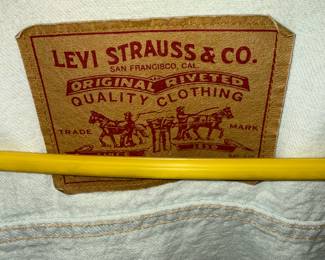 LEVI STRAUSS & CO.
SAN FRANCISCO, CAL.
ORIGINAL RIVETED
QUALITY CLOTHING
TRADE MARK